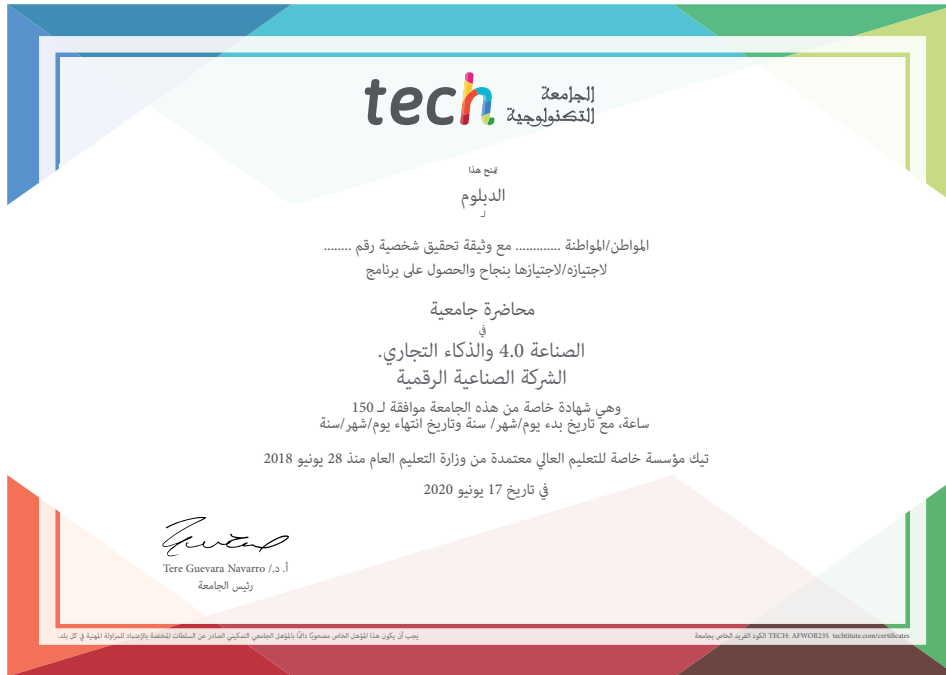 tech الجامعة
التكنولوجية
تمنح هذا
الدبلوم
لـ
المواطن/المواطنة ............ مع وثيقة تحقيق شخصية رقم ........
لاجتيازه/لاجتيازها بنجاح والحصول على برنامج
محاضرة جامعية
في
الصناعة 4.0 والذكاء التجاري.
الشركة الصناعية الرقمية
وهي شهادة خاصة من هذه الجامعة موافقة لـ 150
ساعة، مع تاريخ بدء يوم/شهر/ سنة وتاريخ انتهاء يوم/شهر/سنة
تيك مؤسسة خاصة للتعليم العالي معتمدة من وزارة التعليم العام منذ 28 يونيو 2018
في تاريخ 17 يونيو 2020
أ. د./ Tere Guevara Navarro
رئيس الجامعة
يجب أن يكون هذا المؤهل الخاص مصحوبًا دائمًا بالمؤهل الجامعي التمكيني الصادر عن السلطات المختصة بالإعتماد للمزاولة المهنية في كل بلد.
الكود الفريد الخاص بجامعة TECH: AFWOR23S techtitute.com/certificates